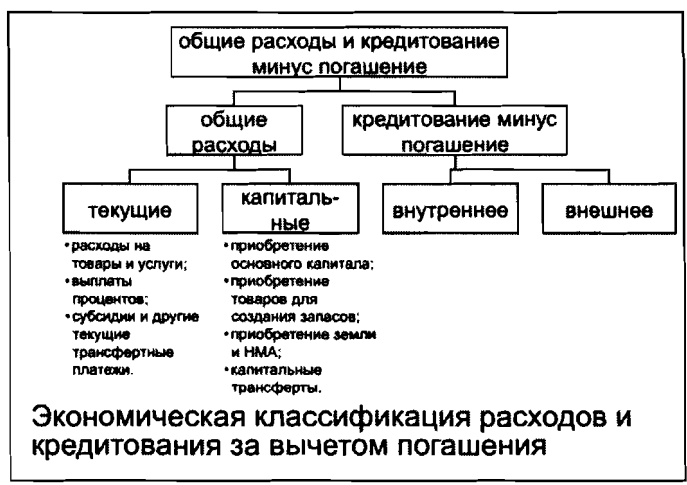 общие расходы и кредитование
минус погашение
общие
расходы
кредитование минус
погашение
текущие
капиталь-
ные
внутреннее
внешнее
•расходы на
товары и услуги;
•выплаты
процентов;
•субсидии и другие
текущие
трансфертные
платежи.
•приобретение
основного капитала;
•приобретение
товаров для
создания запасов;
•приобретение земли
и НМА;
•капитальные
трансферты.
Экономическая классификация расходов и
кредитования за вычетом погашения